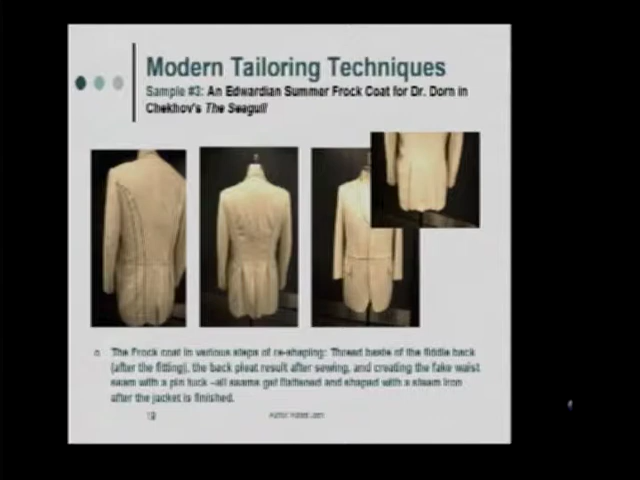 Modern Tailoring Techniques
Sample #3: An Edwardian Summer Frock Coat for Dr. Dorn in
Chekhov's The Seagull
The Frock coat in various steps of re-shaping: Thread baste of the fiddle back
(after the fitting), the back pleat result after sewing, and creating the fake waist
seam with a pin tuck –all seams get flattened and shaped with a steam iron
after the jacket is finished.
19